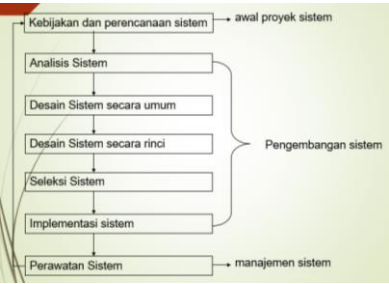 Kebijakan dan perencanaan sistem
awal proyek sistem
Analisis Sistem
Desain Sistem secara umum
Desain Sistem secara rinci
Pengembangan sistem
Seleksi Sistem
Implementasi sistem
Perawatan Sistem
manajemen sistem